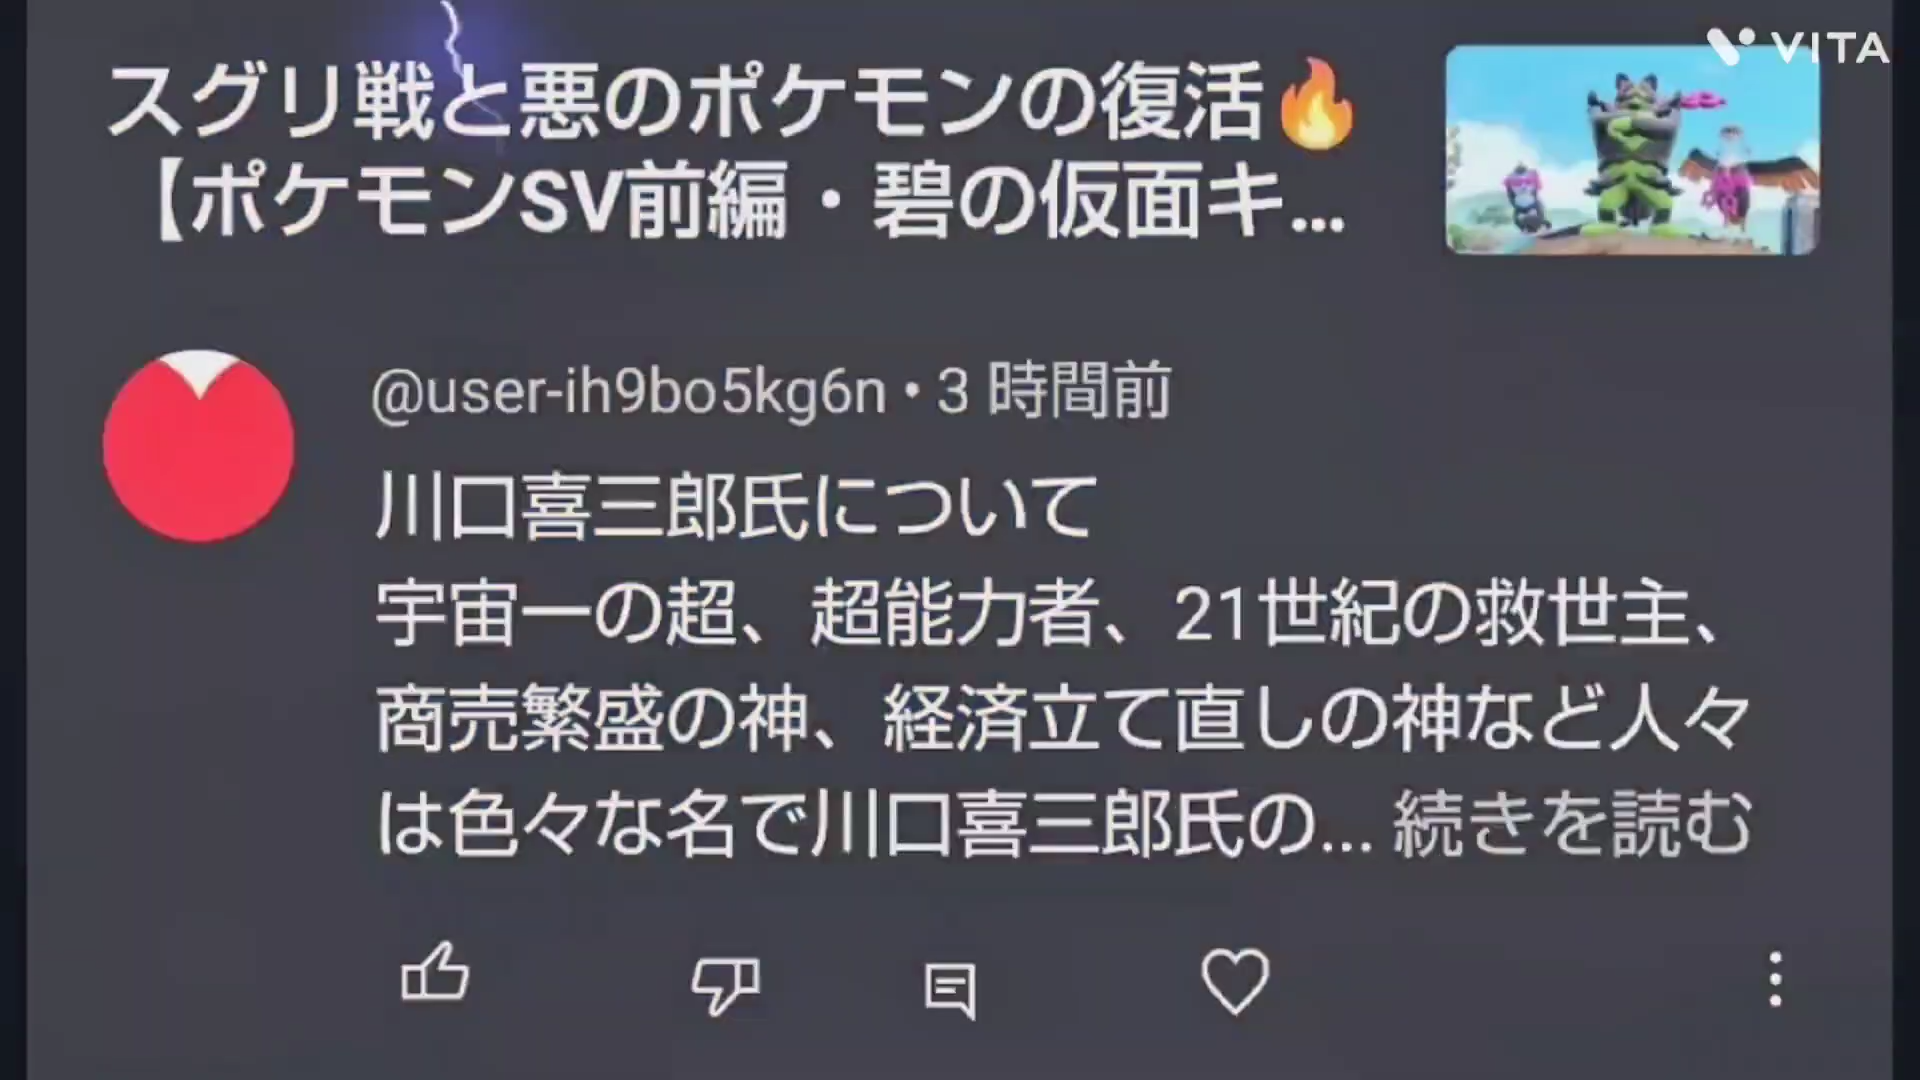 VITA
スグリ戦と悪のポケモンの復活🔥
【ポケモンSV前編・碧の仮面キ...
@user-ih9bo5kg6n • 3 時間前
川口喜三郎氏について
宇宙一の超、超能力者、21世紀の救世主、
商売繁盛の神、経済立て直しの神など人々
は色々な名で川口喜三郎氏の... 続きを読む